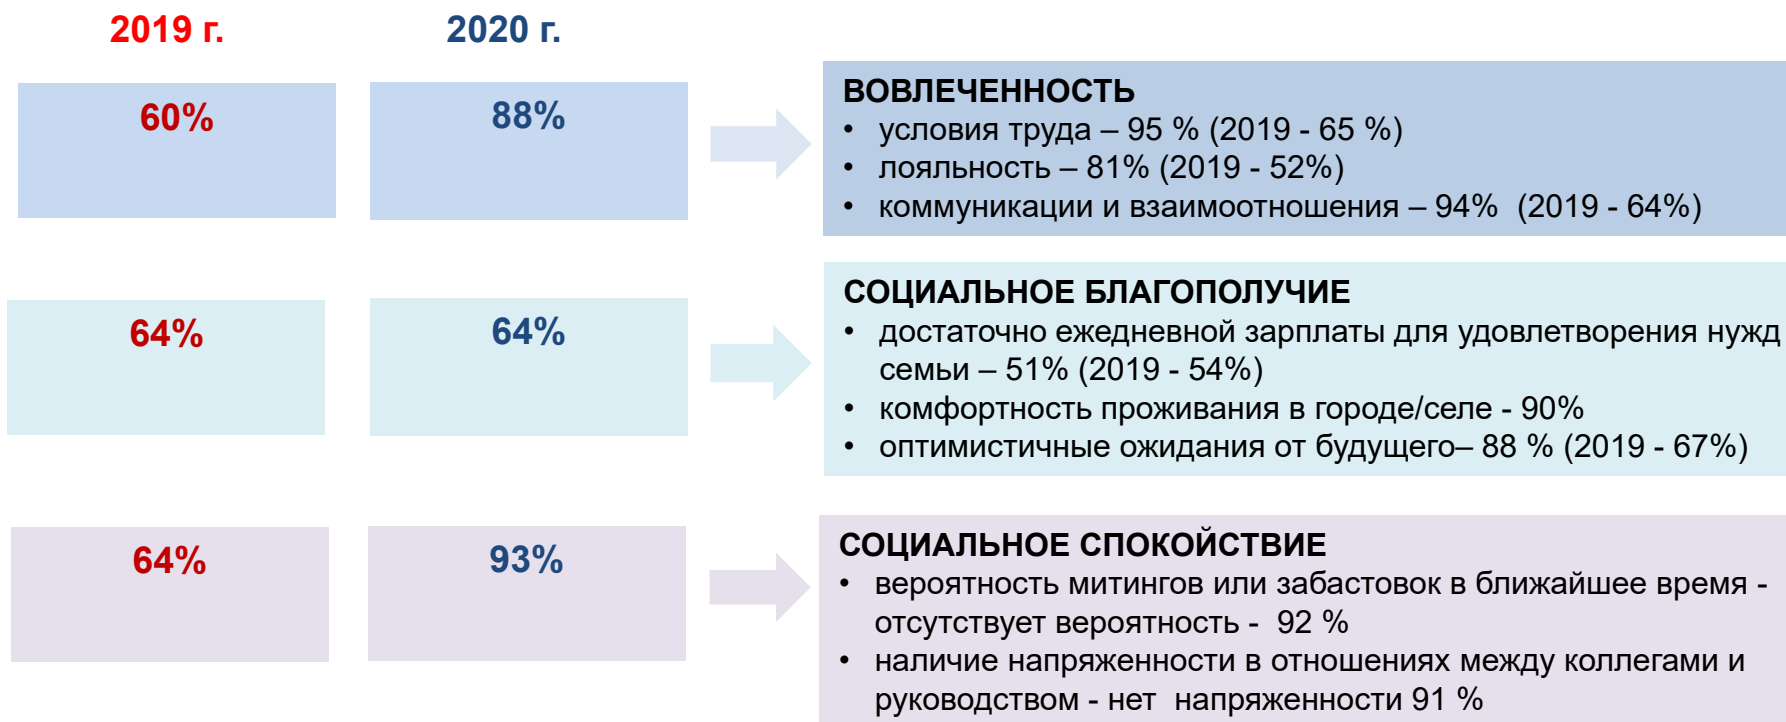 2019 г.
2020 г.
60%
88%
ВОВЛЕЧЕННОСТЬ
• условия труда – 95 % (2019 - 65 %)
• лояльность – 81% (2019 - 52%)
• коммуникации и взаимоотношения – 94%  (2019 - 64%)
64%
64%
СОЦИАЛЬНОЕ БЛАГОПОЛУЧИЕ
• достаточно ежедневной зарплаты для удовлетворения нужд
семьи – 51% (2019 - 54%)
• комфортность проживания в городе/селе - 90%
• оптимистичные ожидания от будущего– 88 % (2019 - 67%)
64%
93%
СОЦИАЛЬНОЕ СПОКОЙСТВИЕ
• вероятность митингов или забастовок в ближайшее время -
отсутствует вероятность -  92 %
• наличие напряженности в отношениях между коллегами и
руководством - нет  напряженности 91 %